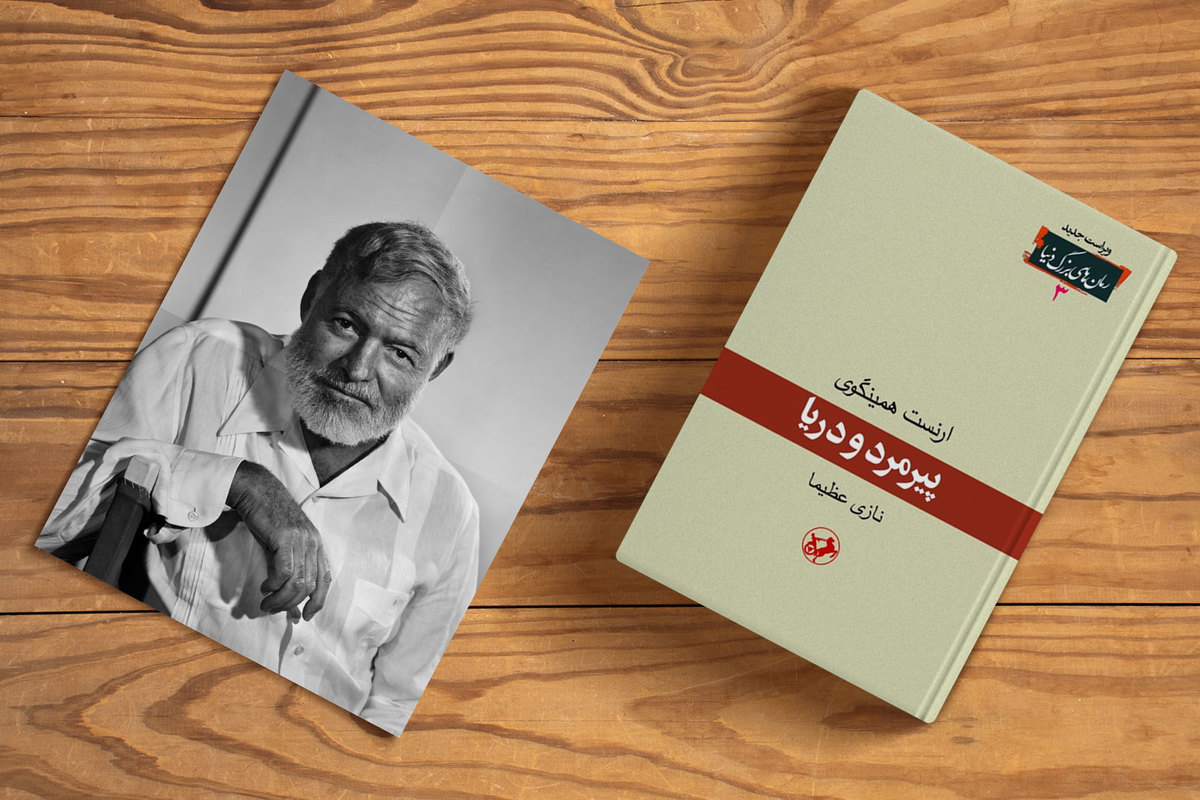 ویراست جدید
رمان‌های بزرگ دنیا
۳
ارنست همینگوی
پیرمرد و دریا
نازی عظیما